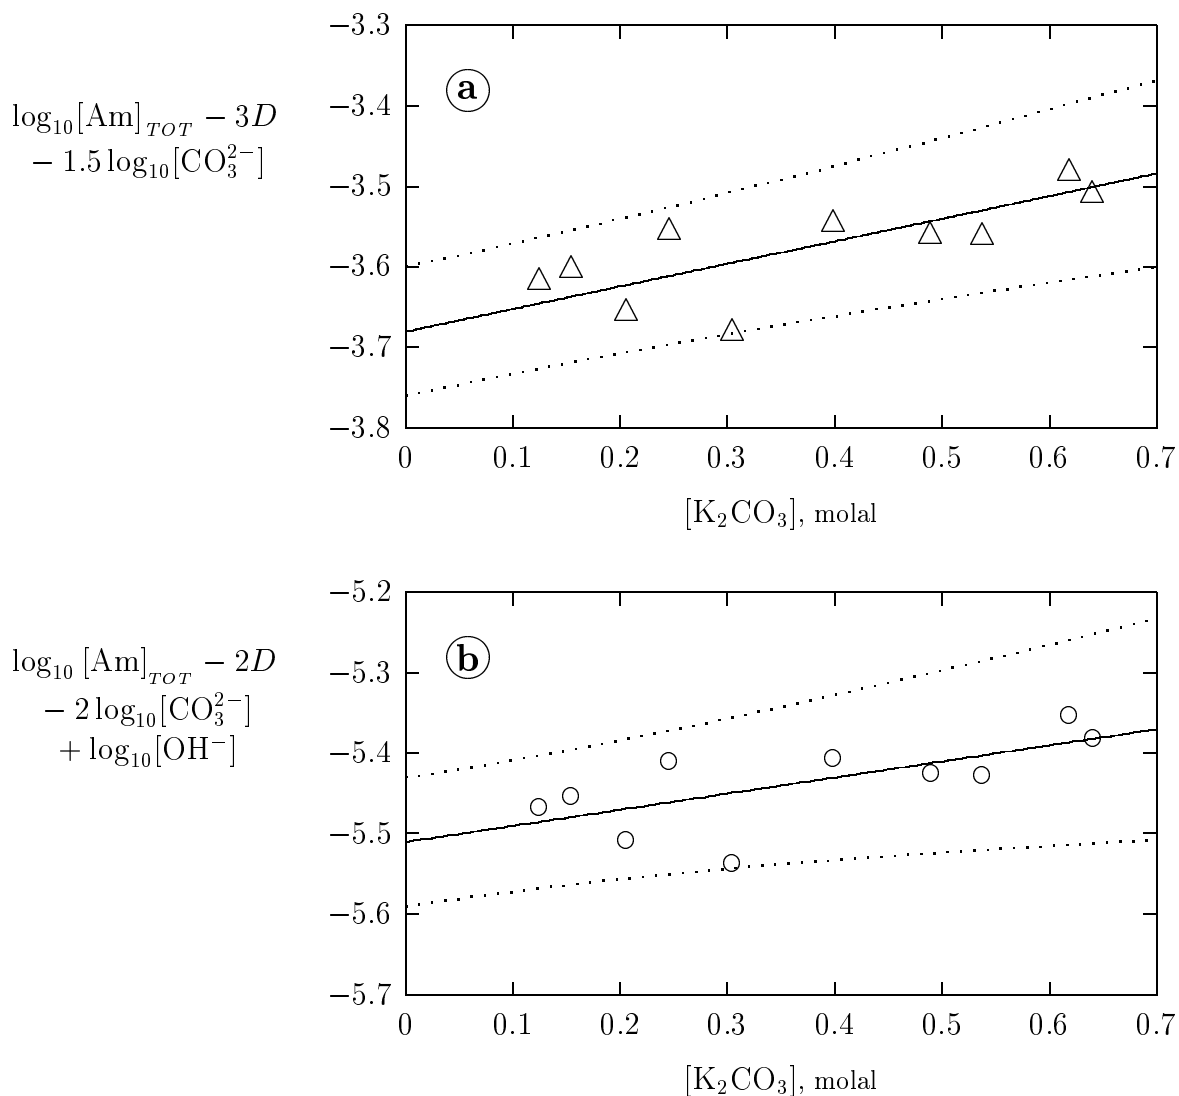 −3.3
a
−3.4
log₁₀[Am]_TOT − 3D
− 1.5 log₁₀[CO₃²⁻]
−3.5
−3.6
−3.7
−3.8
0 0.1 0.2 0.3 0.4 0.5 0.6 0.7
[K₂CO₃], molal
−5.2
b
log₁₀ [Am]_TOT − 2D
− 2 log₁₀[CO₃²⁻]
+ log₁₀[OH⁻]
−5.3
−5.4
−5.5
−5.6
−5.7
0 0.1 0.2 0.3 0.4 0.5 0.6 0.7
[K₂CO₃], molal